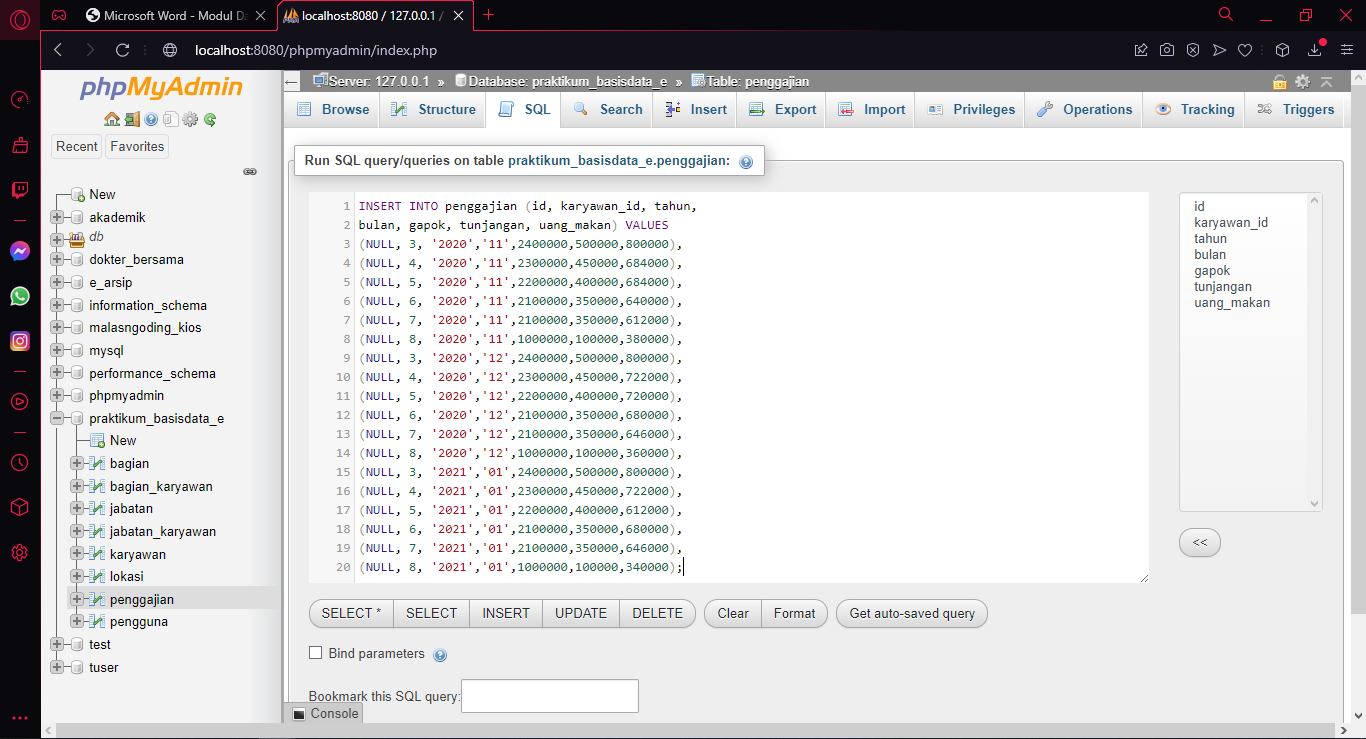 Microsoft Word - Modul Da
localhost:8080 / 127.0.0.1 /
localhost:8080/phpmyadmin/index.php
phpMyAdmin
Recent
Favorites
New
akademik
db
dokter_bersama
e_arsip
information_schema
malasngoding_kios
mysql
performance_schema
phpmyadmin
praktikum_basisdata_e
New
bagian
bagian_karyawan
jabatan
jabatan_karyawan
karyawan
lokasi
penggajian
pengguna
test
tuser
Server: 127.0.0.1 » Database: praktikum_basisdata_e » Table: penggajian
Browse
Structure
SQL
Search
Insert
Export
Import
Privileges
Operations
Tracking
Triggers
Run SQL query/queries on table praktikum_basisdata_e.penggajian:
1 INSERT INTO penggajian (id, karyawan_id, tahun,
2 bulan, gapok, tunjangan, uang_makan) VALUES
3 (NULL, 3, '2020','11',2400000,500000,800000),
4 (NULL, 4, '2020','11',2300000,450000,684000),
5 (NULL, 5, '2020','11',2200000,400000,684000),
6 (NULL, 6, '2020','11',2100000,350000,640000),
7 (NULL, 7, '2020','11',2100000,350000,612000),
8 (NULL, 8, '2020','11',1000000,100000,380000),
9 (NULL, 3, '2020','12',2400000,500000,800000),
10 (NULL, 4, '2020','12',2300000,450000,722000),
11 (NULL, 5, '2020','12',2200000,400000,720000),
12 (NULL, 6, '2020','12',2100000,350000,680000),
13 (NULL, 7, '2020','12',2100000,350000,646000),
14 (NULL, 8, '2020','12',1000000,100000,360000),
15 (NULL, 3, '2021','01',2400000,500000,800000),
16 (NULL, 4, '2021','01',2300000,450000,722000),
17 (NULL, 5, '2021','01',2200000,400000,612000),
18 (NULL, 6, '2021','01',2100000,350000,680000),
19 (NULL, 7, '2021','01',2100000,350000,646000),
20 (NULL, 8, '2021','01',1000000,100000,340000);
id
karyawan_id
tahun
bulan
gapok
tunjangan
uang_makan
<<
SELECT *
SELECT
INSERT
UPDATE
DELETE
Clear
Format
Get auto-saved query
Bind parameters
Bookmark this SQL query:
Console